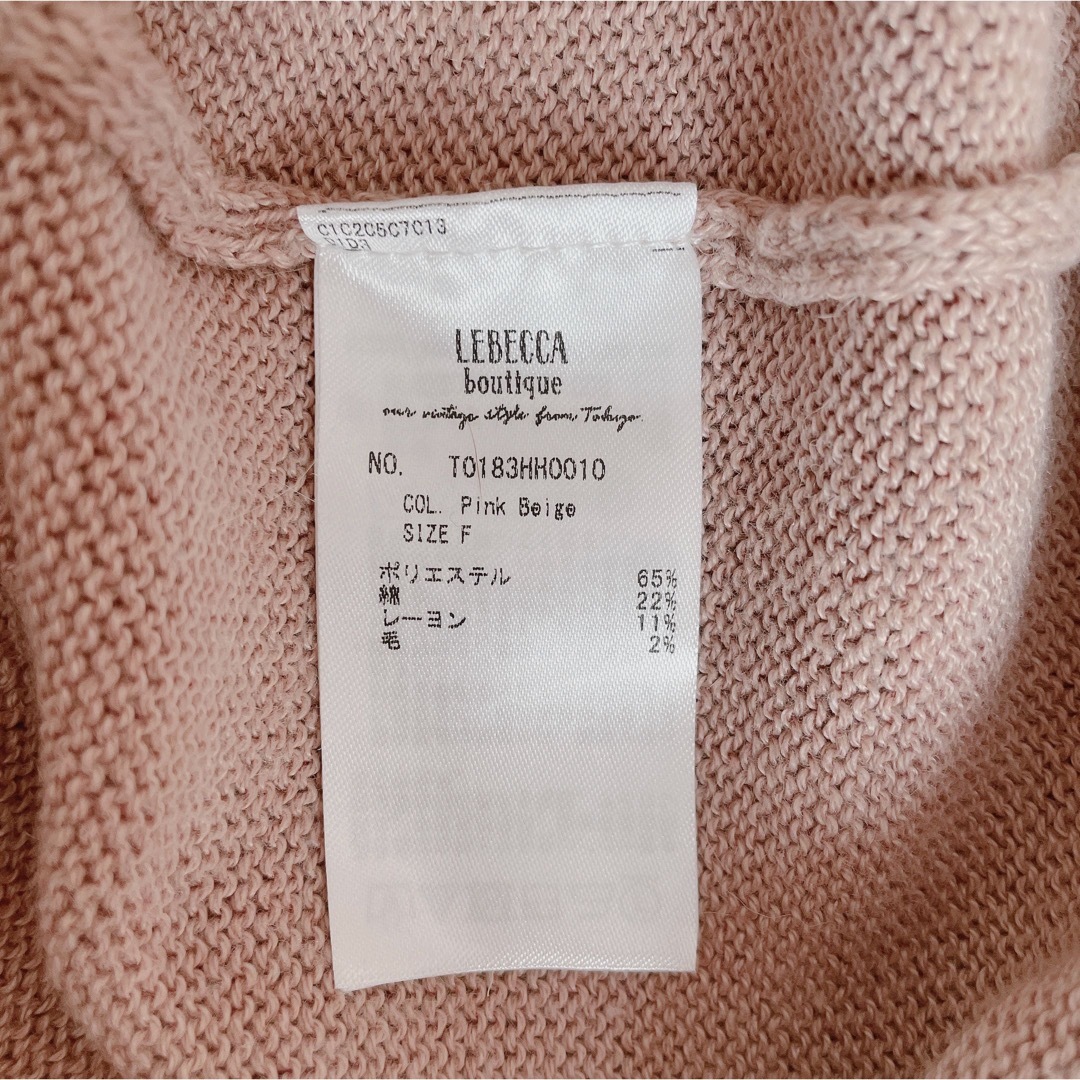 C1C2C5C7C13
LEBECCA
boutique
our vintage style from Tokyo
NO. T0183HH0010
COL. Pink Beige
SIZE F
ポリエステル 65%
綿 22%
レーヨン 11%
毛 2%